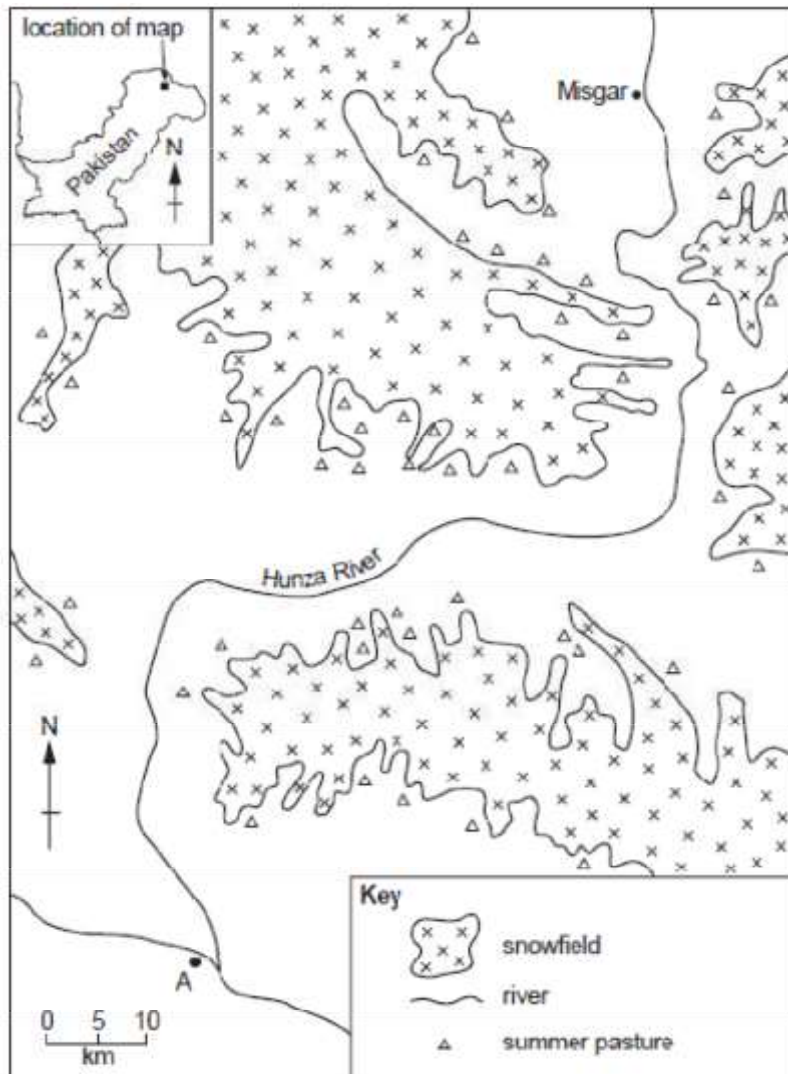 location of map
Pakistan
N
Misgar
Hunza River
N
A
0 5 10
km
Key
snowfield
river
summer pasture